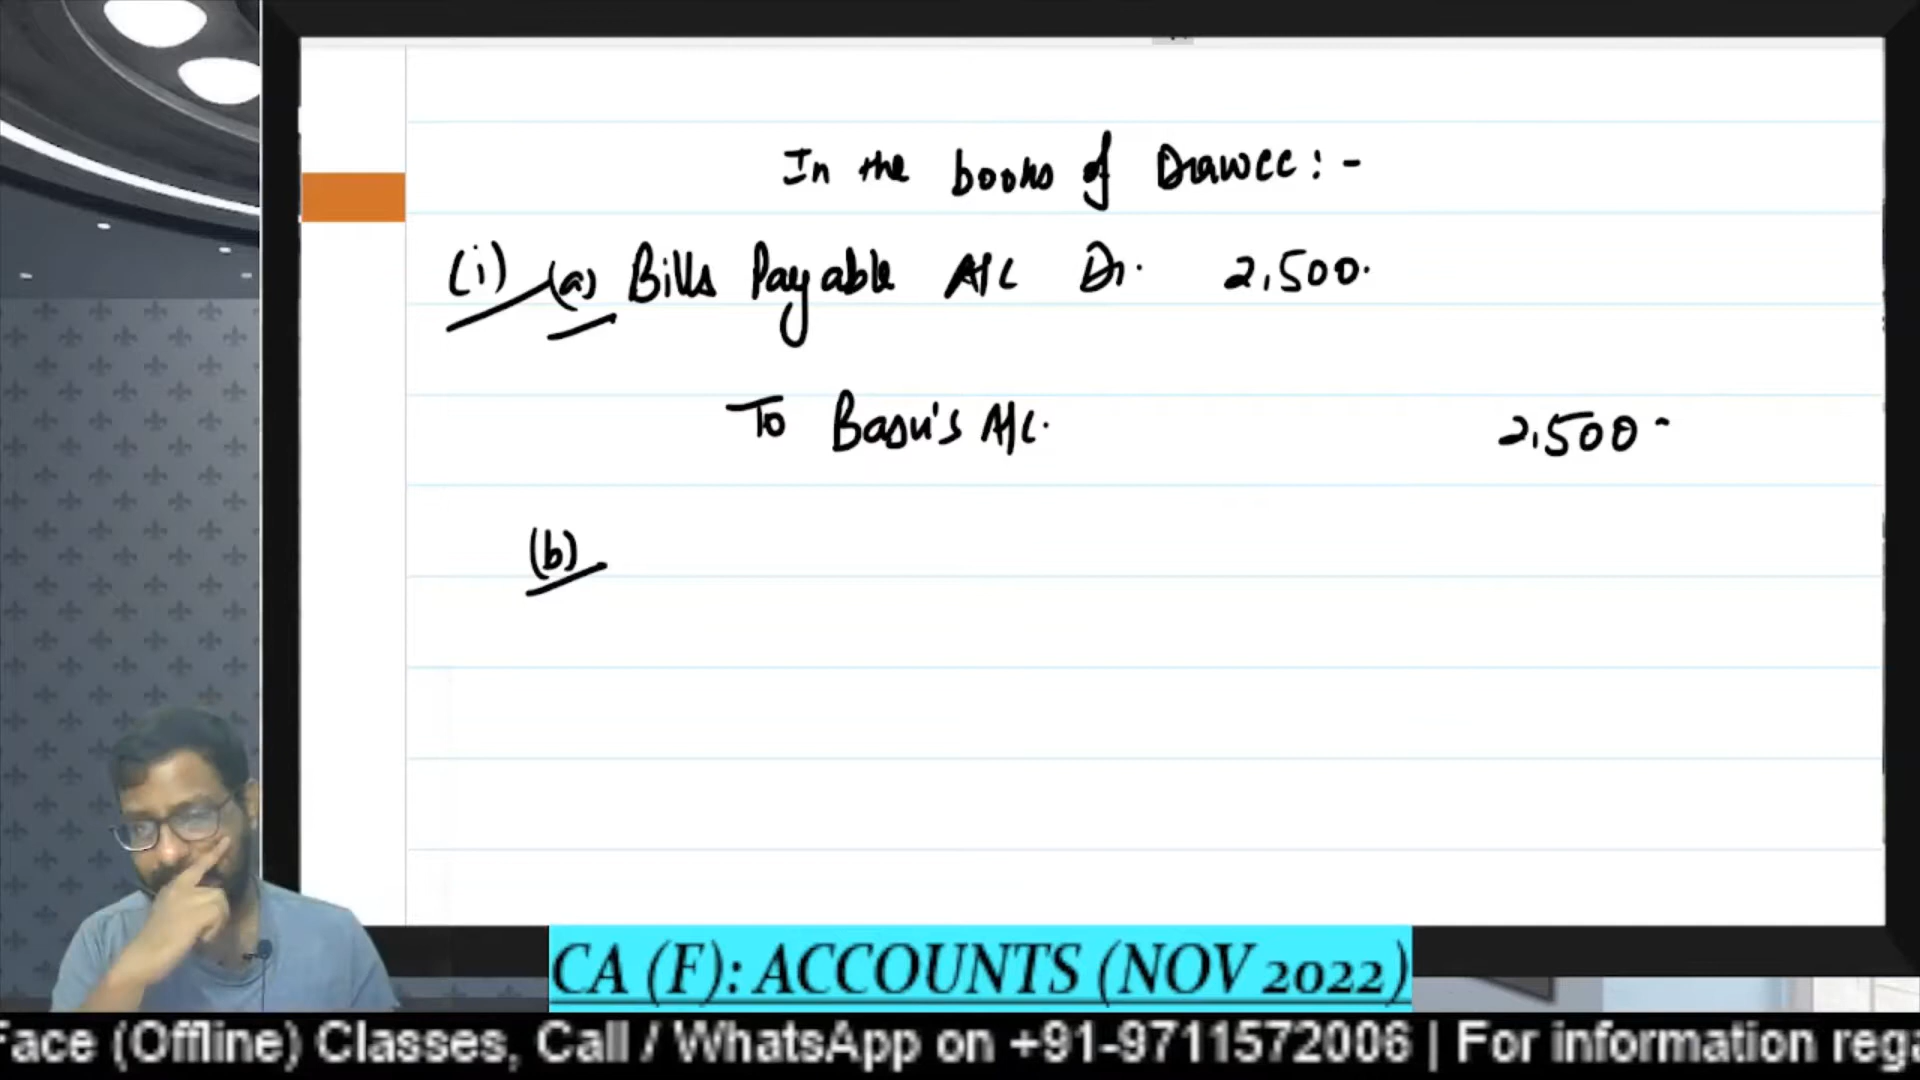 In the books of Drawee:-
(i) (a) Bills Payable A/c Dr. 2,500.
To Basu's A/c. 2,500-
(b)
CA (F): ACCOUNTS (NOV 2022)
Face (Offline) Classes, Call / WhatsApp on +91-9711572006 | For information rega